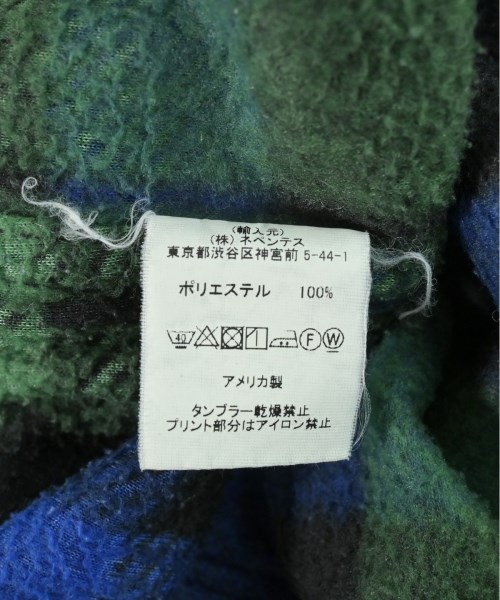 (輸入元)
(株) ネペンテス
東京都渋谷区神宮前 5-44-1
ポリエステル 100%
40 F W
アメリカ製
タンブラー乾燥禁止
プリント部分はアイロン禁止